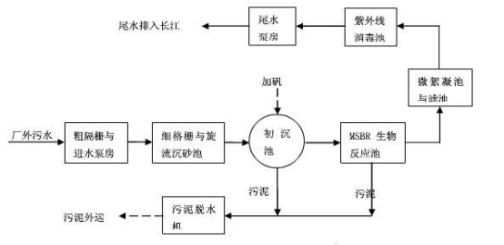 尾水排入长江
尾水
泵房
紫外线
消毒池
微絮凝池
与滤池
加矾
厂外污水
粗隔栅与
进水泵房
细格栅与旋
流沉砂池
初沉
池
MSBR 生物
反应池
污泥
污泥
污泥外运
污泥脱水
机